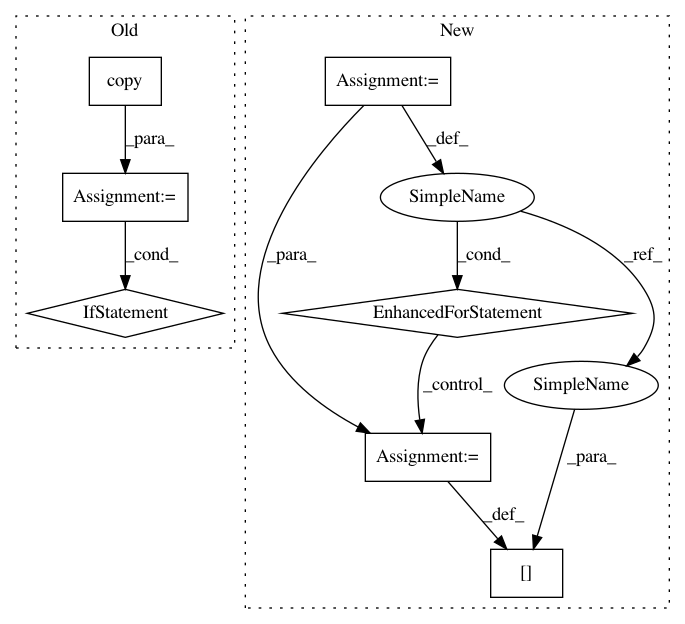 Old
New
copy
Assignment:=
_para_
_def_
Assignment:=
SimpleName
_cond_
_para_
_cond_
_ref_
IfStatement
EnhancedForStatement
_control_
SimpleName
Assignment:=
_para_
_def_
[]